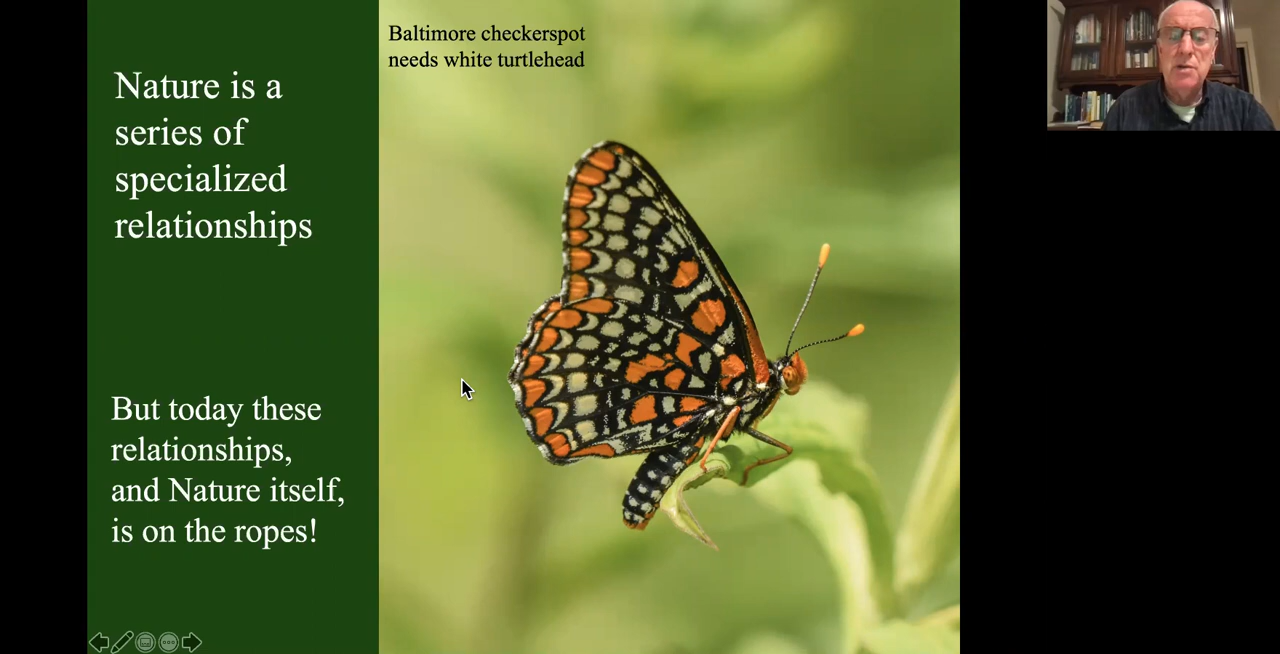 Nature is a
series of
specialized
relationships
But today these
relationships,
and Nature itself,
is on the ropes!
Baltimore checkerspot
needs white turtlehead